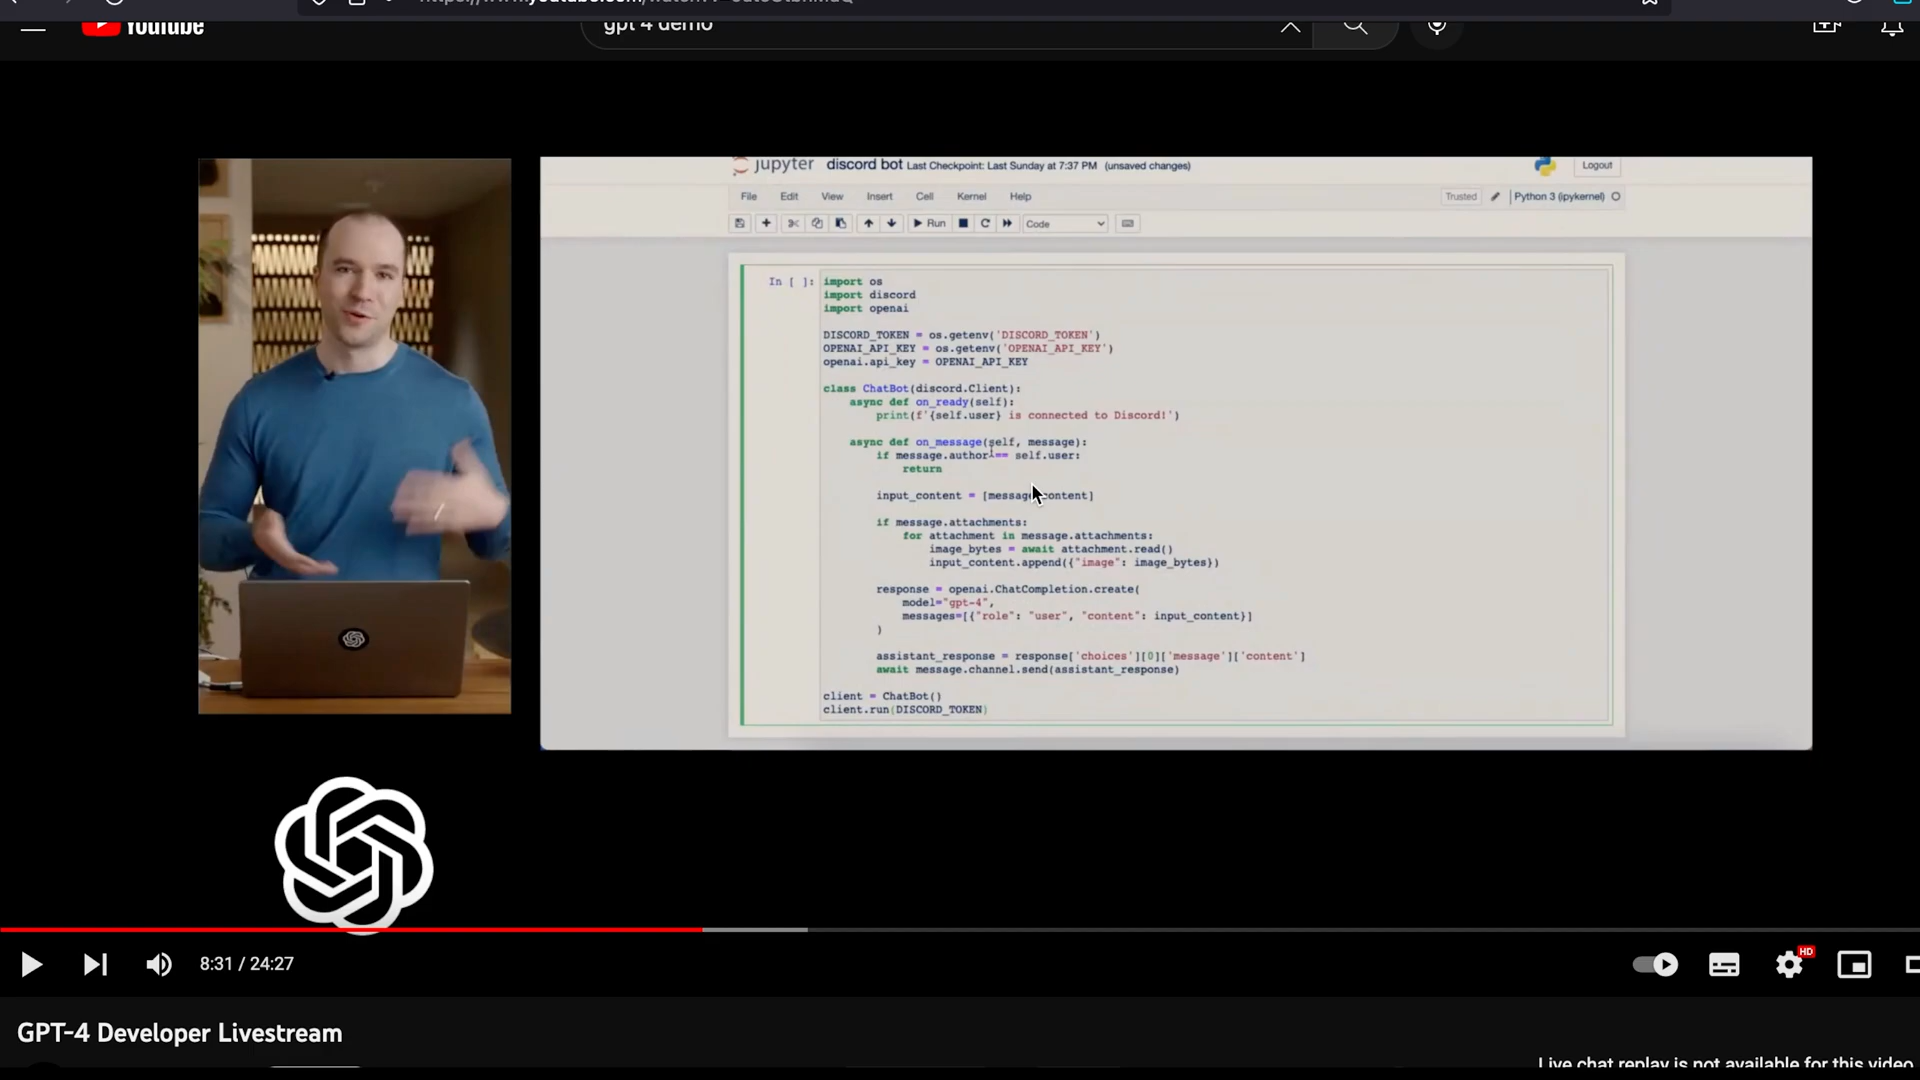 YouTube
gpt 4 demo
jupyter discord bot Last Checkpoint: Last Sunday at 7:37 PM (unsaved changes)
Logout
File Edit View Insert Cell Kernel Help
Trusted Python 3 (ipykernel)
Run Code
In [ ]: import os
import discord
import openai
DISCORD_TOKEN = os.getenv('DISCORD_TOKEN')
OPENAI_API_KEY = os.getenv('OPENAI_API_KEY')
openai.api_key = OPENAI_API_KEY
class ChatBot(discord.Client):
async def on_ready(self):
print(f'{self.user} is connected to Discord!')
async def on_message(self, message):
if message.author == self.user:
return
input_content = [message.content]
if message.attachments:
for attachment in message.attachments:
image_bytes = await attachment.read()
input_content.append({"image": image_bytes})
response = openai.ChatCompletion.create(
model="gpt-4",
messages=[{"role": "user", "content": input_content}]
)
assistant_response = response['choices'][0]['message']['content']
await message.channel.send(assistant_response)
client = ChatBot()
client.run(DISCORD_TOKEN)
8:31 / 24:27
HD
GPT-4 Developer Livestream
Live chat replay is not available for this video